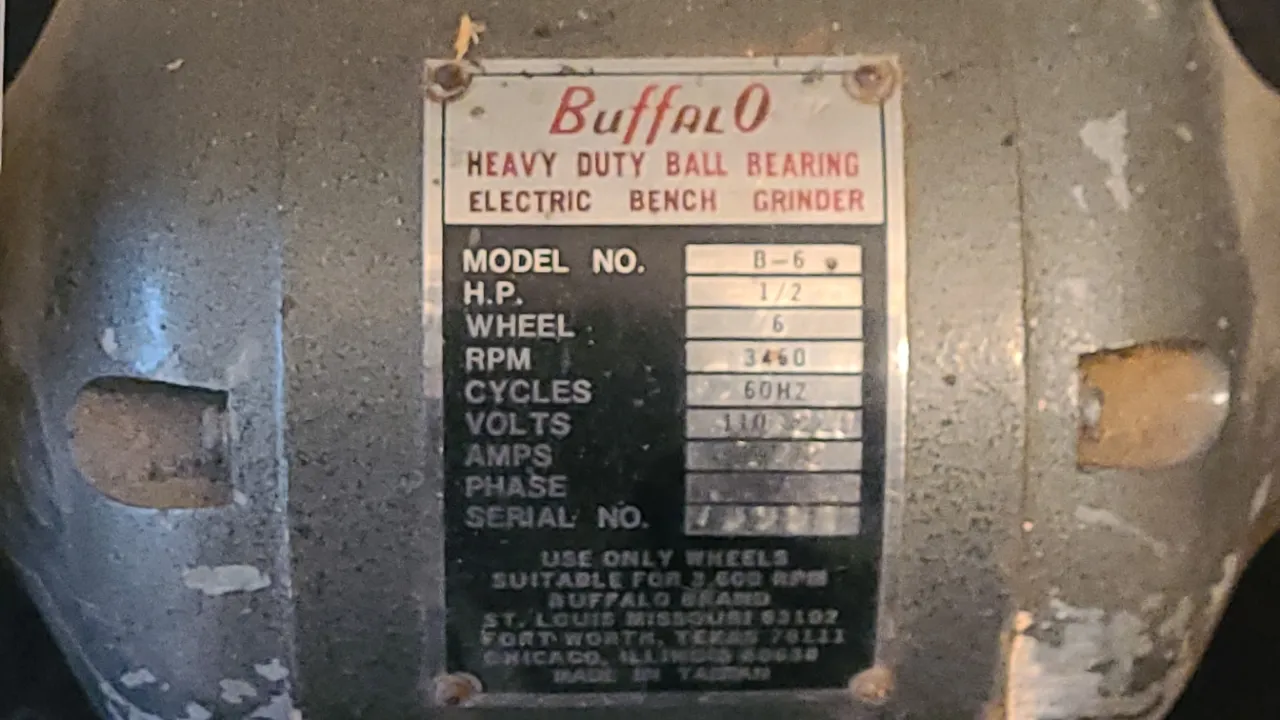 Buffalo
HEAVY DUTY BALL BEARING
ELECTRIC BENCH GRINDER
MODEL NO. B-6
H.P. 1/2
WHEEL 6
RPM 3450
CYCLES 60HZ
VOLTS 110
AMPS
PHASE
SERIAL NO.
USE ONLY WHEELS
SUITABLE FOR 3,600 RPM
BUFFALO BRAND
ST. LOUIS MISSOURI 63102
FORT WORTH, TEXAS 76111
CHICAGO, ILLINOIS
MADE IN TAIWAN